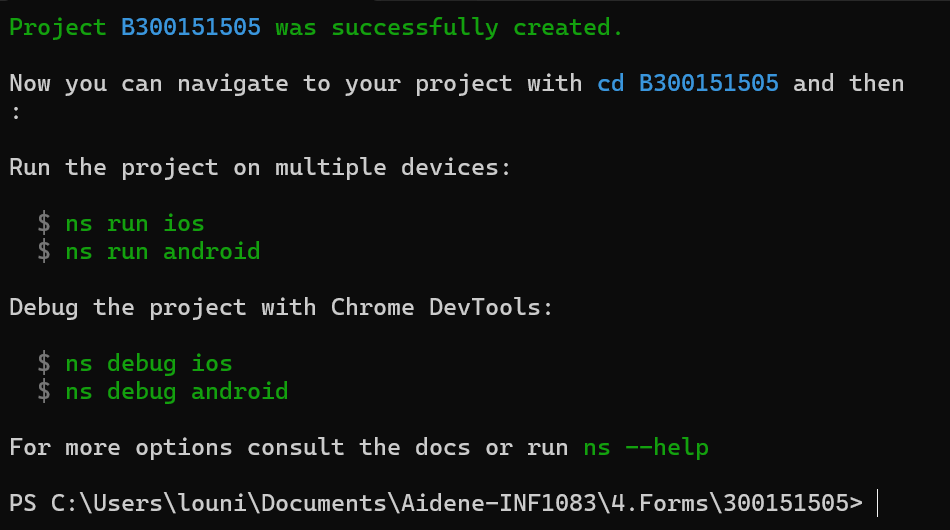 Project B300151505 was successfully created.
Now you can navigate to your project with cd B300151505 and then
:
Run the project on multiple devices:
$ ns run ios
$ ns run android
Debug the project with Chrome DevTools:
$ ns debug ios
$ ns debug android
For more options consult the docs or run ns --help
PS C:\Users\louni\Documents\Aidene-INF1083\4.Forms\300151505>